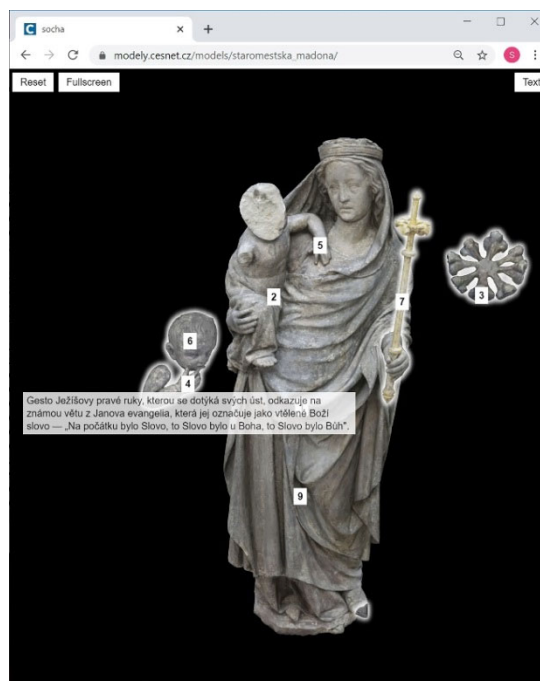 socha
modely.cesnet.cz/models/staromestska_madona/
S
Reset Fullscreen Text
5
2
7
3
6
4
Gesto Ježíšovy pravé ruky, kterou se dotýká svých úst, odkazuje na
známou větu z Janova evangelia, která jej označuje jako vtělené Boží
slovo — „Na počátku bylo Slovo, to Slovo bylo u Boha, to Slovo bylo Bůh".
9